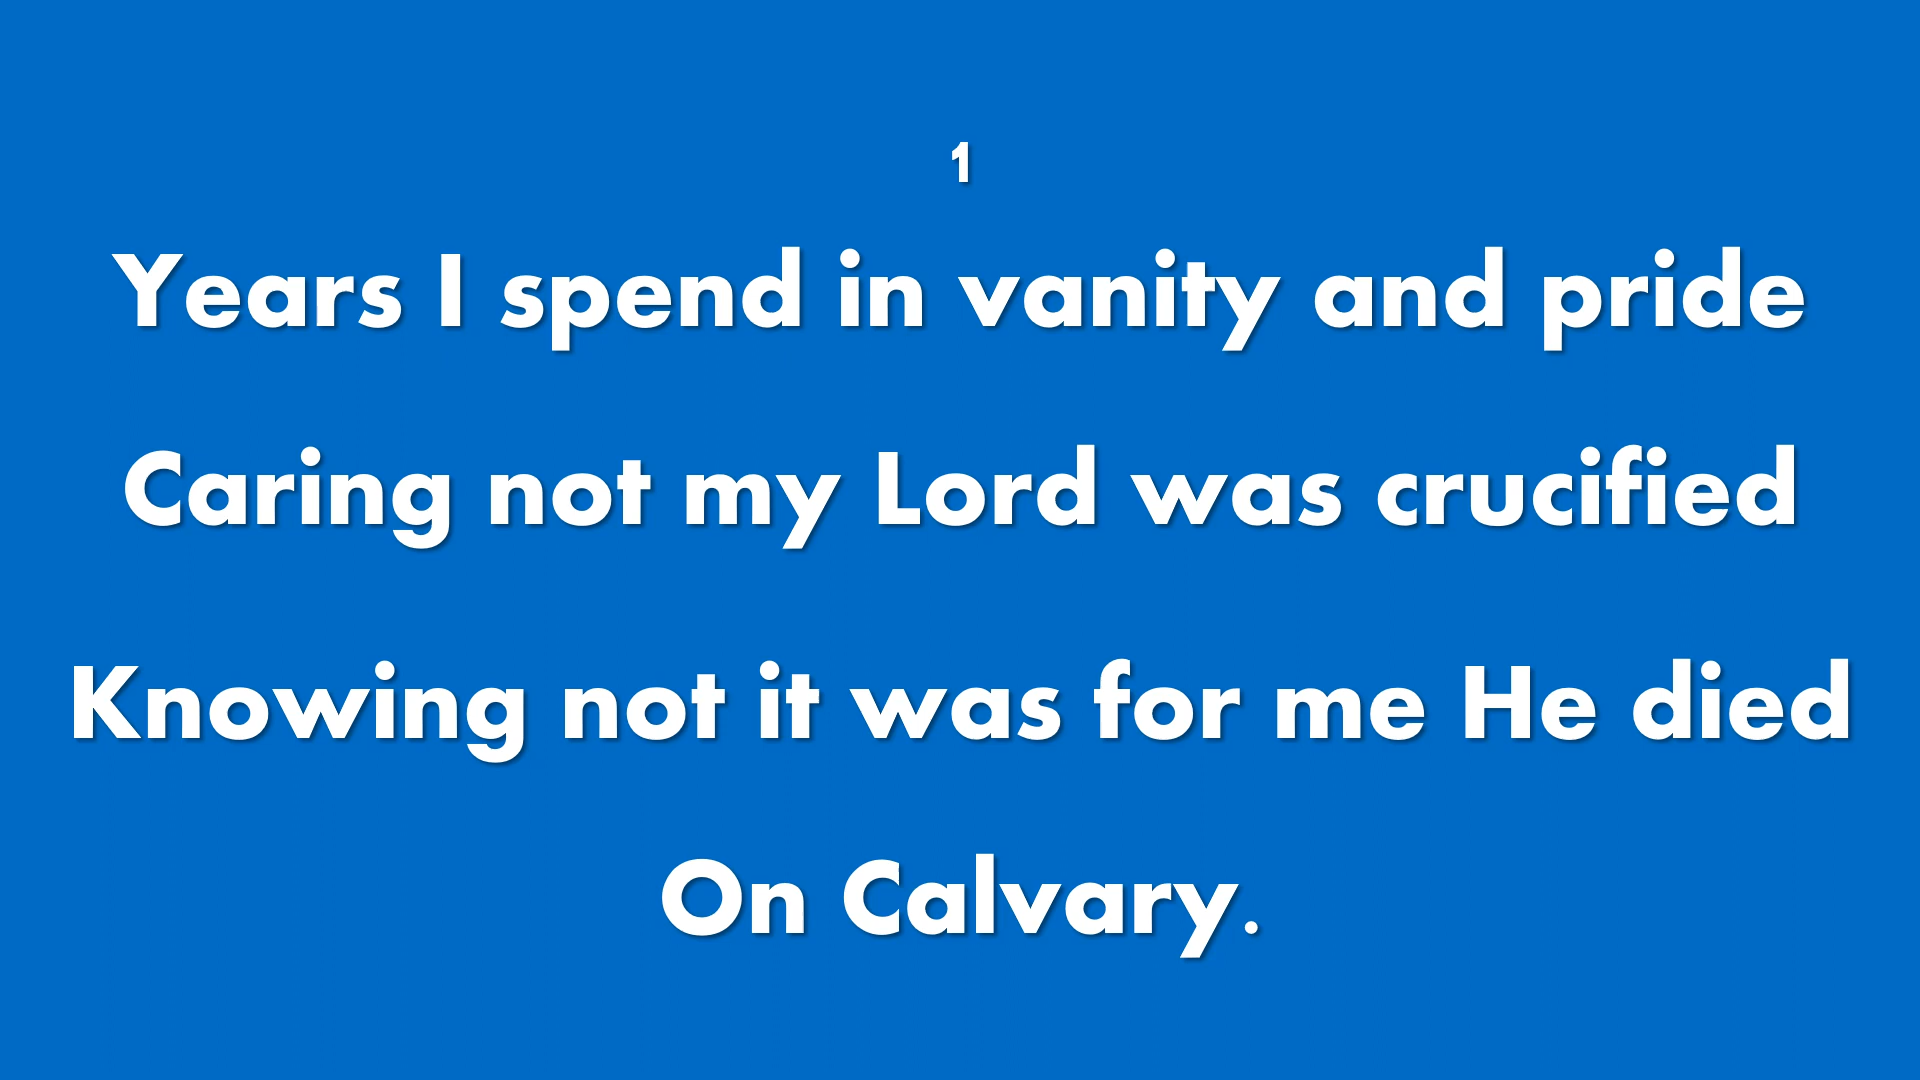 1
Years I spend in vanity and pride
Caring not my Lord was crucified
Knowing not it was for me He died
On Calvary.